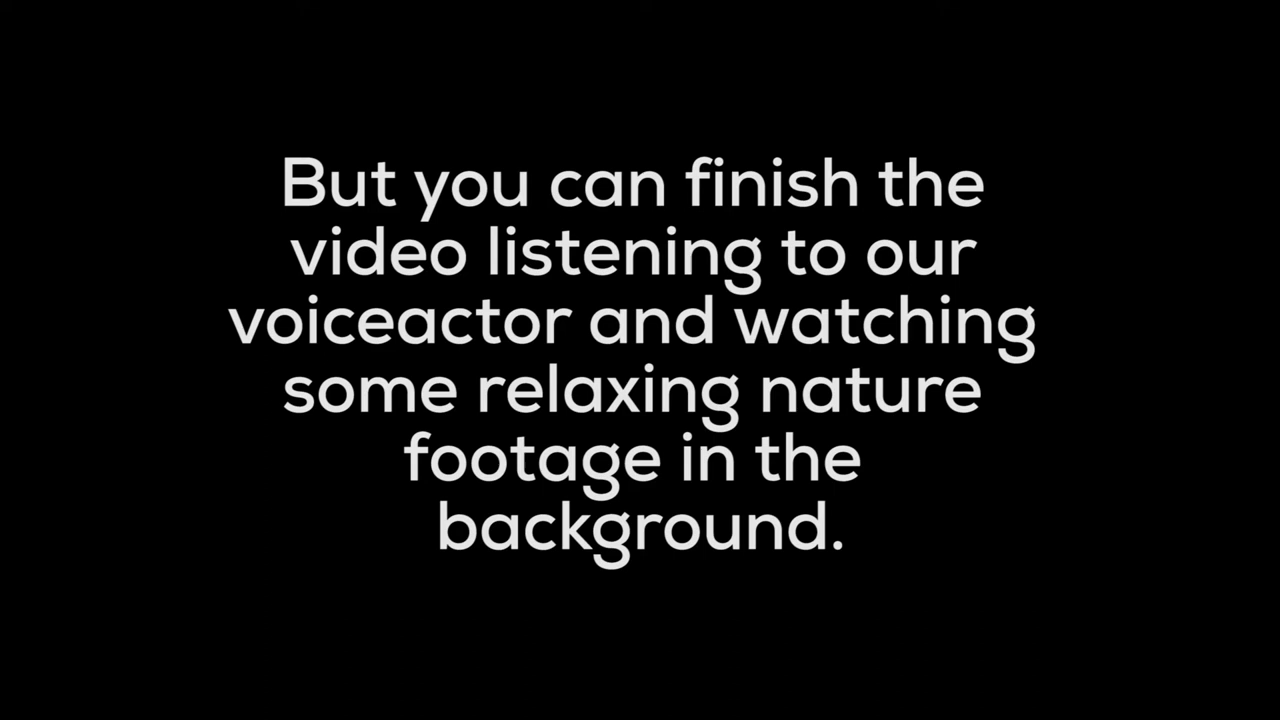 But you can finish the
video listening to our
voiceactor and watching
some relaxing nature
footage in the
background.